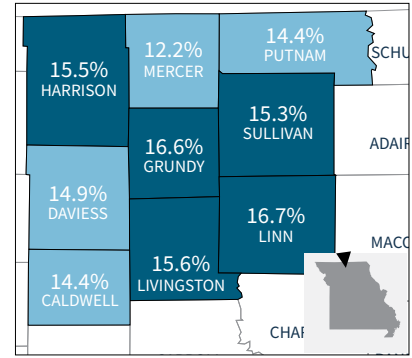 14.4%
PUTNAM
12.2%
MERCER
SCHU
15.5%
HARRISON
15.3%
SULLIVAN
16.6%
GRUNDY
ADAIR
14.9%
DAVIESS
16.7%
LINN
MACO
15.6%
LIVINGSTON
14.4%
CALDWELL
CHAR